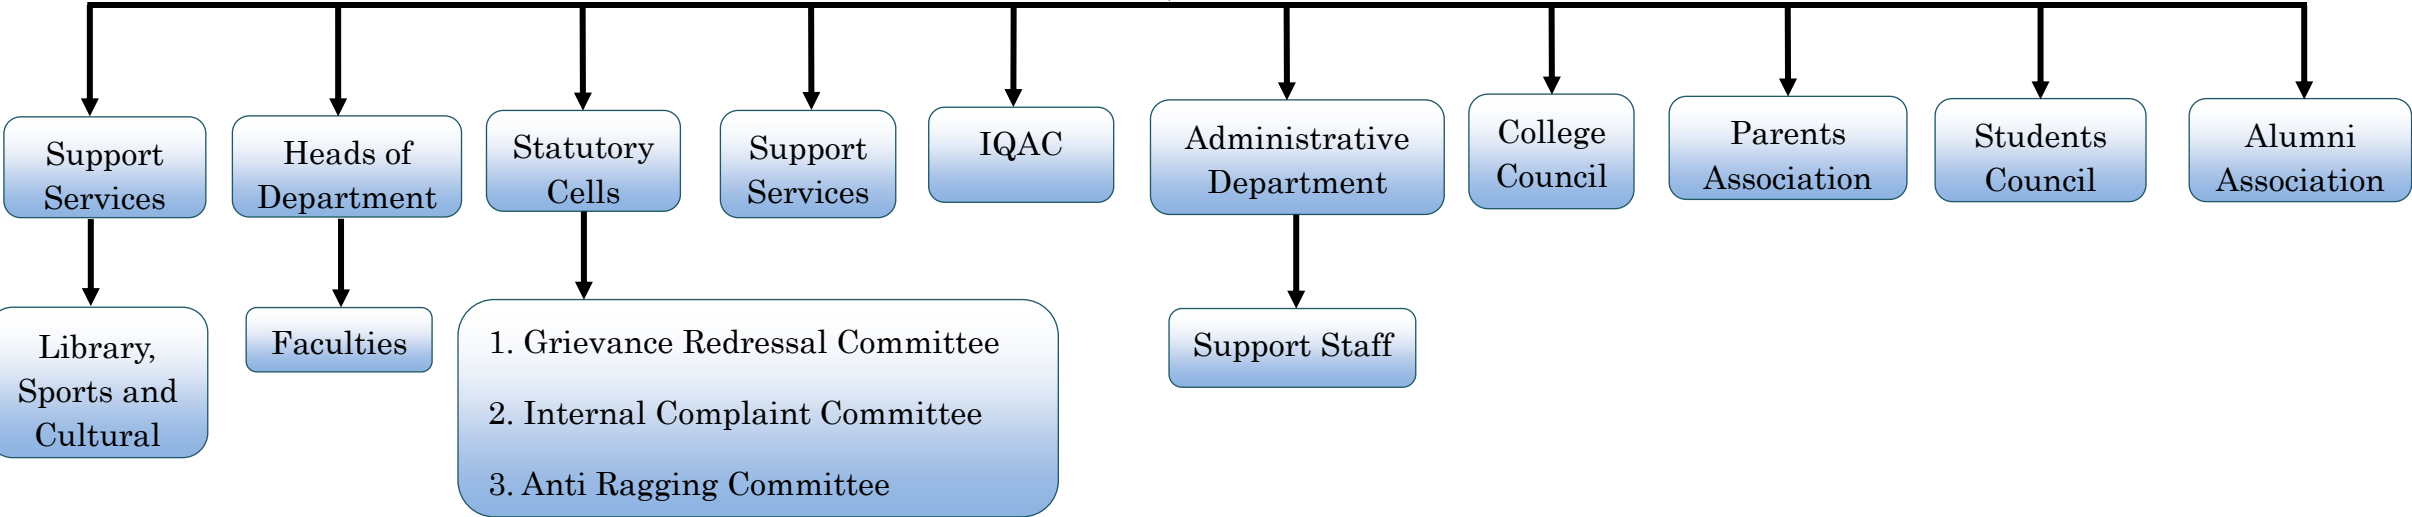 Support
Services
Heads of
Department
Statutory
Cells
Support
Services
IQAC
Administrative
Department
College
Council
Parents
Association
Students
Council
Alumni
Association
Library,
Sports and
Cultural
Faculties
1. Grievance Redressal Committee
2. Internal Complaint Committee
3. Anti Ragging Committee
Support Staff